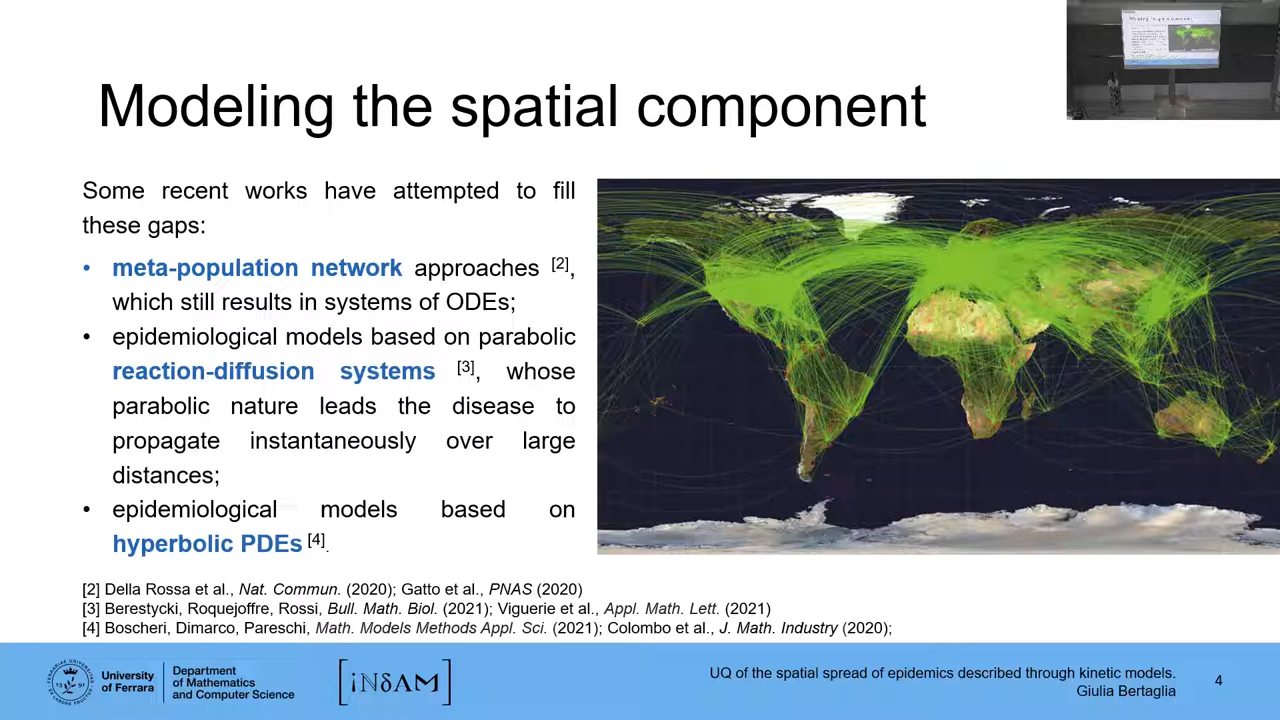 Modeling the spatial component
Some recent works have attempted to fill
these gaps:
• meta-population network approaches [2],
which still results in systems of ODEs;
• epidemiological models based on parabolic
reaction-diffusion systems [3], whose
parabolic nature leads the disease to
propagate instantaneously over large
distances;
• epidemiological models based on
hyperbolic PDEs [4].
[2] Della Rossa et al., Nat. Commun. (2020); Gatto et al., PNAS (2020)
[3] Berestycki, Roquejoffre, Rossi, Bull. Math. Biol. (2021); Viguerie et al., Appl. Math. Lett. (2021)
[4] Boscheri, Dimarco, Pareschi, Math. Models Methods Appl. Sci. (2021); Colombo et al., J. Math. Industry (2020);
University
of Ferrara
Department
of Mathematics
and Computer Science
[iNδAM]
UQ of the spatial spread of epidemics described through kinetic models.
Giulia Bertaglia
4